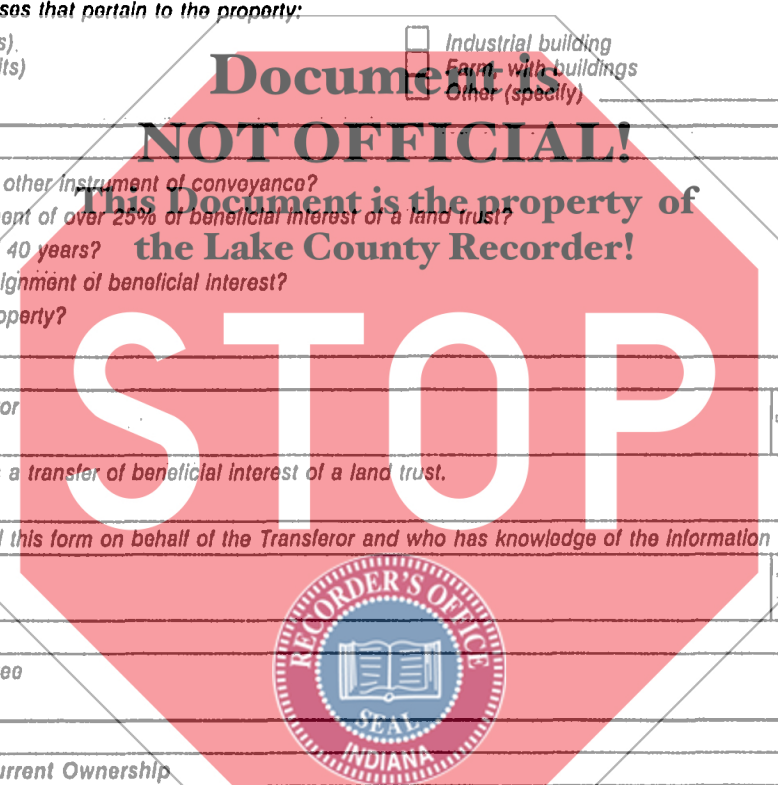 ses that pertain to the property:
s).
Industrial building
its)
Farm, with buildings
Document is
Other (specify)
NOT OFFICIAL!
other instrument of conveyance?
This Document is the property of
ent of over 25% of beneficial interest of a land trust?
40 years?
the Lake County Recorder!
ignment of beneficial interest?
operty?
STOP
or
a transfer of beneficial interest of a land trust.
this form on behalf of the Transferor and who has knowledge of the information
RECORDER'S OFFICE
ee
SEAL
INDIANA
urrent Ownership